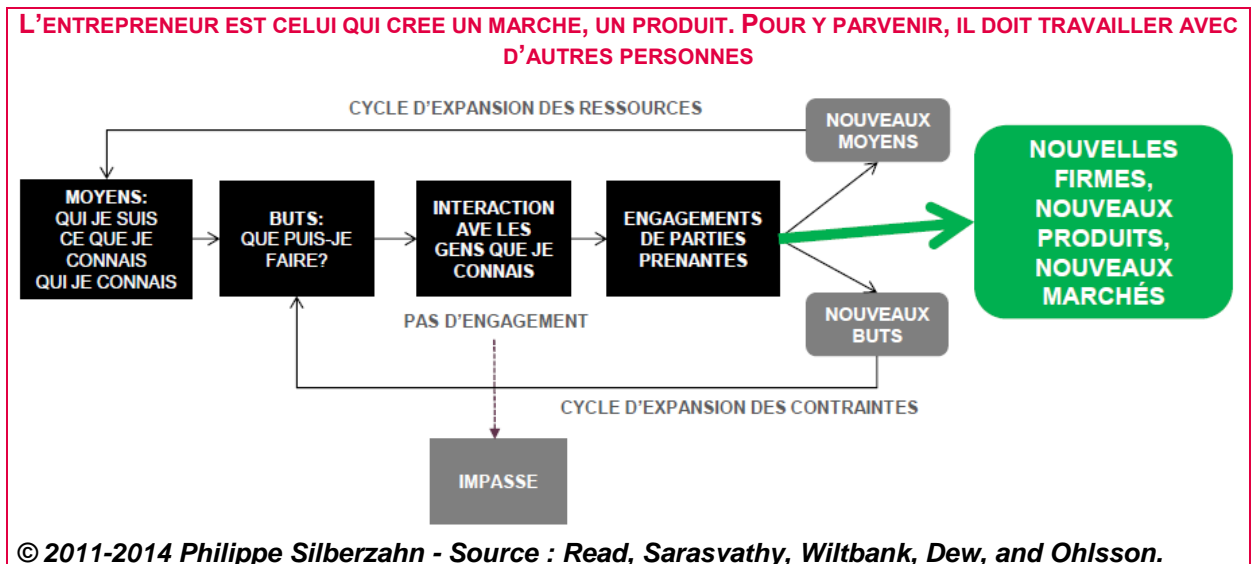 L'ENTREPRENEUR EST CELUI QUI CREE UN MARCHE, UN PRODUIT. POUR Y PARVENIR, IL DOIT TRAVAILLER AVEC
D'AUTRES PERSONNES
CYCLE D'EXPANSION DES RESSOURCES
NOUVEAUX
MOYENS
MOYENS:
QUI JE SUIS
CE QUE JE
CONNAIS
QUI JE CONNAIS
BUTS:
QUE PUIS-JE
FAIRE?
INTERACTION
AVE LES
GENS QUE JE
CONNAIS
ENGAGEMENTS
DE PARTIES
PRENANTES
NOUVELLES
FIRMES,
NOUVEAUX
PRODUITS,
NOUVEAUX
MARCHÉS
PAS D'ENGAGEMENT
NOUVEAUX
BUTS
CYCLE D'EXPANSION DES CONTRAINTES
IMPASSE
© 2011-2014 Philippe Silberzahn - Source : Read, Sarasvathy, Wiltbank, Dew, and Ohlsson.